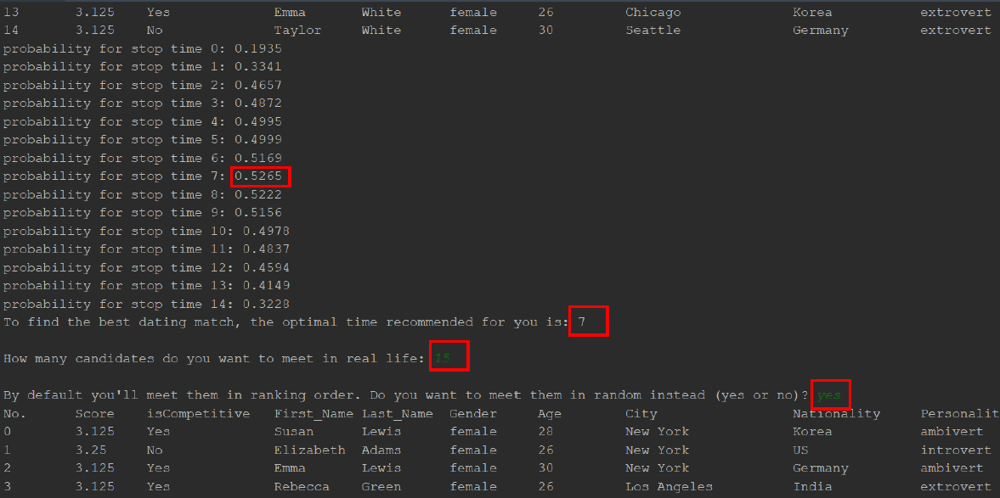 13 3.125 Yes Emma White female 26 Chicago Korea extrovert
14 3.125 No Taylor White female 30 Seattle Germany extrovert
probability for stop time 0: 0.1935
probability for stop time 1: 0.3341
probability for stop time 2: 0.4657
probability for stop time 3: 0.4872
probability for stop time 4: 0.4995
probability for stop time 5: 0.4999
probability for stop time 6: 0.5169
probability for stop time 7: 0.5265
probability for stop time 8: 0.5222
probability for stop time 9: 0.5156
probability for stop time 10: 0.4978
probability for stop time 11: 0.4837
probability for stop time 12: 0.4594
probability for stop time 13: 0.4149
probability for stop time 14: 0.3228
To find the best dating match, the optimal time recommended for you is: 7
How many candidates do you want to meet in real life: 15
By default you'll meet them in ranking order. Do you want to meet them in random instead (yes or no)? yes
No. Score isCompetitive First_Name Last_Name Gender Age City Nationality Personalit
0 3.125 Yes Susan Lewis female 28 New York Korea ambivert
1 3.25 No Elizabeth Adams female 26 New York US introvert
2 3.125 Yes Emma Lewis female 30 New York Germany ambivert
3 3.125 Yes Rebecca Green female 26 Los Angeles India extrovert